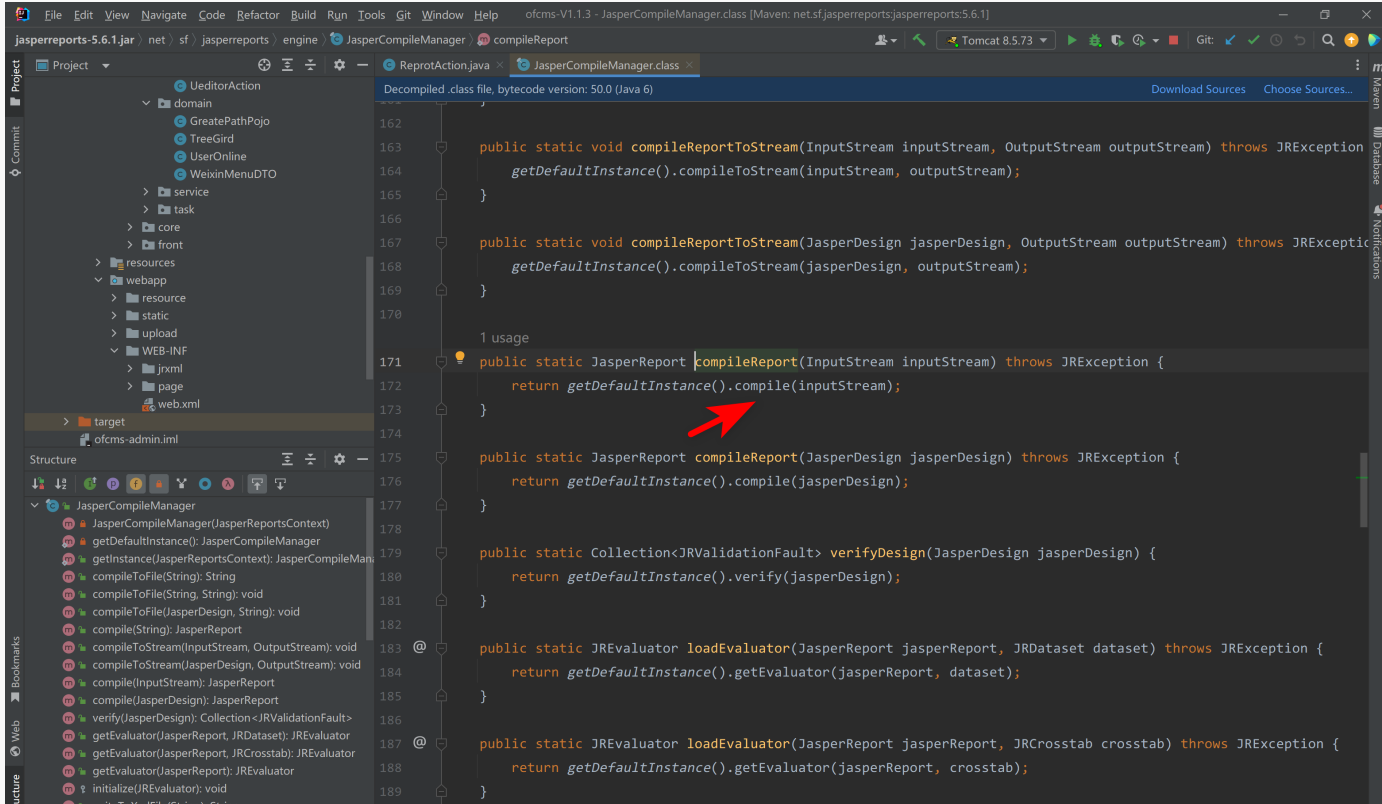 File Edit View Navigate Code Refactor Build Run Tools Git Window Help ofcms-V1.1.3 - JasperCompileManager.class [Maven: net.sf.jasperreports:jasperreports:5.6.1]
jasperreports-5.6.1.jar net sf jasperreports engine JasperCompileManager compileReport Tomcat 8.5.73 Git:
Project
Project
ReprotAction.java JasperCompileManager.class
Decompiled .class file, bytecode version: 50.0 (Java 6) Download Sources Choose Sources...
Commit
Bookmarks
Web
Maven
Database
Notifications
UeditorAction
domain
GreatePathPojo
TreeGird
UserOnline
WeixinMenuDTO
service
task
core
front
resources
webapp
resource
static
upload
WEB-INF
jrxml
page
web.xml
target
ofcms-admin.iml
Structure
JasperCompileManager
JasperCompileManager(JasperReportsContext)
getDefaultInstance(): JasperCompileManager
getInstance(JasperReportsContext): JasperCompileMan
compileToFile(String): String
compileToFile(String, String): void
compileToFile(JasperDesign, String): void
compile(String): JasperReport
compileToStream(InputStream, OutputStream): void
compileToStream(JasperDesign, OutputStream): void
compile(InputStream): JasperReport
compile(JasperDesign): JasperReport
verify(JasperDesign): Collection<JRValidationFault>
getEvaluator(JasperReport, JRDataset): JREvaluator
getEvaluator(JasperReport, JRCrosstab): JREvaluator
getEvaluator(JasperReport): JREvaluator
initialize(JREvaluator): void
162
163 public static void compileReportToStream(InputStream inputStream, OutputStream outputStream) throws JRException
164 getDefaultInstance().compileToStream(inputStream, outputStream);
165 }
166
167 public static void compileReportToStream(JasperDesign jasperDesign, OutputStream outputStream) throws JRExceptio
168 getDefaultInstance().compileToStream(jasperDesign, outputStream);
169 }
170
1 usage
171 public static JasperReport compileReport(InputStream inputStream) throws JRException {
172 return getDefaultInstance().compile(inputStream);
173 }
174
175 public static JasperReport compileReport(JasperDesign jasperDesign) throws JRException {
176 return getDefaultInstance().compile(jasperDesign);
177 }
178
179 public static Collection<JRValidationFault> verifyDesign(JasperDesign jasperDesign) {
180 return getDefaultInstance().verify(jasperDesign);
181 }
182
183 @ public static JREvaluator loadEvaluator(JasperReport jasperReport, JRDataset dataset) throws JRException {
184 return getDefaultInstance().getEvaluator(jasperReport, dataset);
185 }
186
187 @ public static JREvaluator loadEvaluator(JasperReport jasperReport, JRCrosstab crosstab) throws JRException {
188 return getDefaultInstance().getEvaluator(jasperReport, crosstab);
189 }